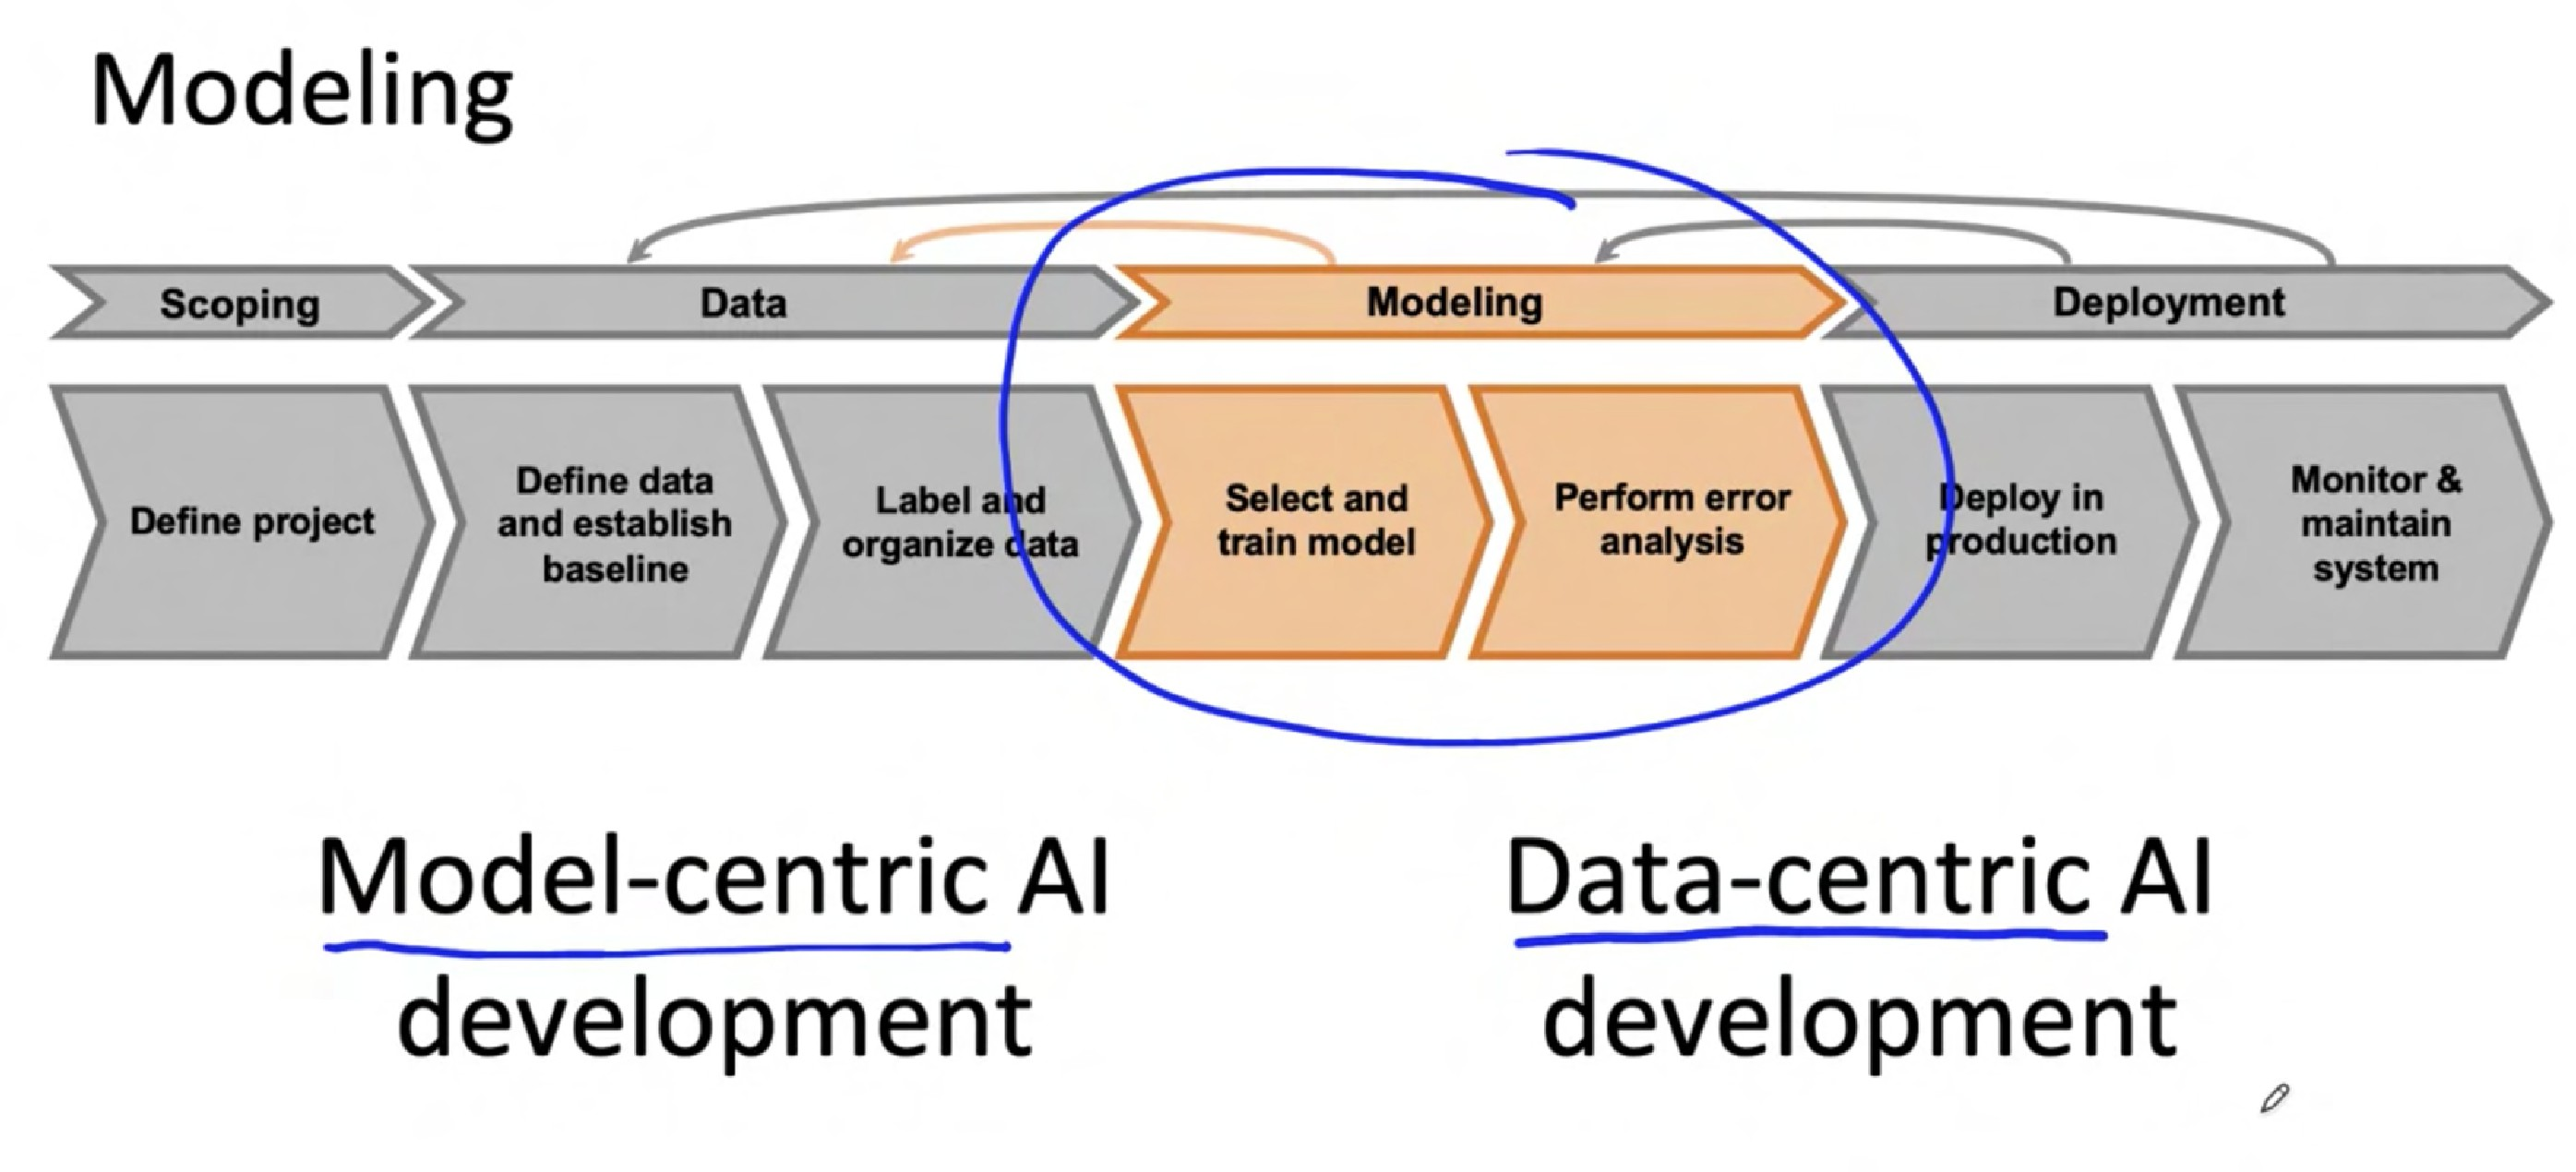 Modeling
Scoping
Data
Modeling
Deployment
Define project
Define data
and establish
baseline
Label and
organize data
Select and
train model
Perform error
analysis
Deploy in
production
Monitor &
maintain
system
Model-centric AI
development
Data-centric AI
development